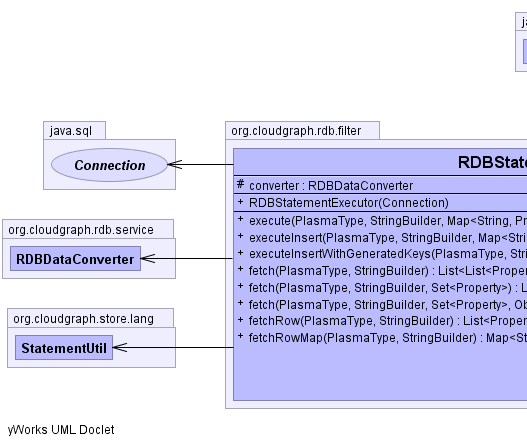 ja
java.sql
Connection
org.cloudgraph.rdb.filter
RDBState
# converter : RDBDataConverter
+ RDBStatementExecutor(Connection)
+ execute(PlasmaType, StringBuilder, Map<String, Pr
+ executeInsert(PlasmaType, StringBuilder, Map<Stri
+ executeInsertWithGeneratedKeys(PlasmaType, Str
+ fetch(PlasmaType, StringBuilder) : List<List<Proper
+ fetch(PlasmaType, StringBuilder, Set<Property>) : L
+ fetch(PlasmaType, StringBuilder, Set<Property>, Ob
+ fetchRow(PlasmaType, StringBuilder) : List<Propert
+ fetchRowMap(PlasmaType, StringBuilder) : Map<St
org.cloudgraph.rdb.service
RDBDataConverter
org.cloudgraph.store.lang
StatementUtil
yWorks UML Doclet